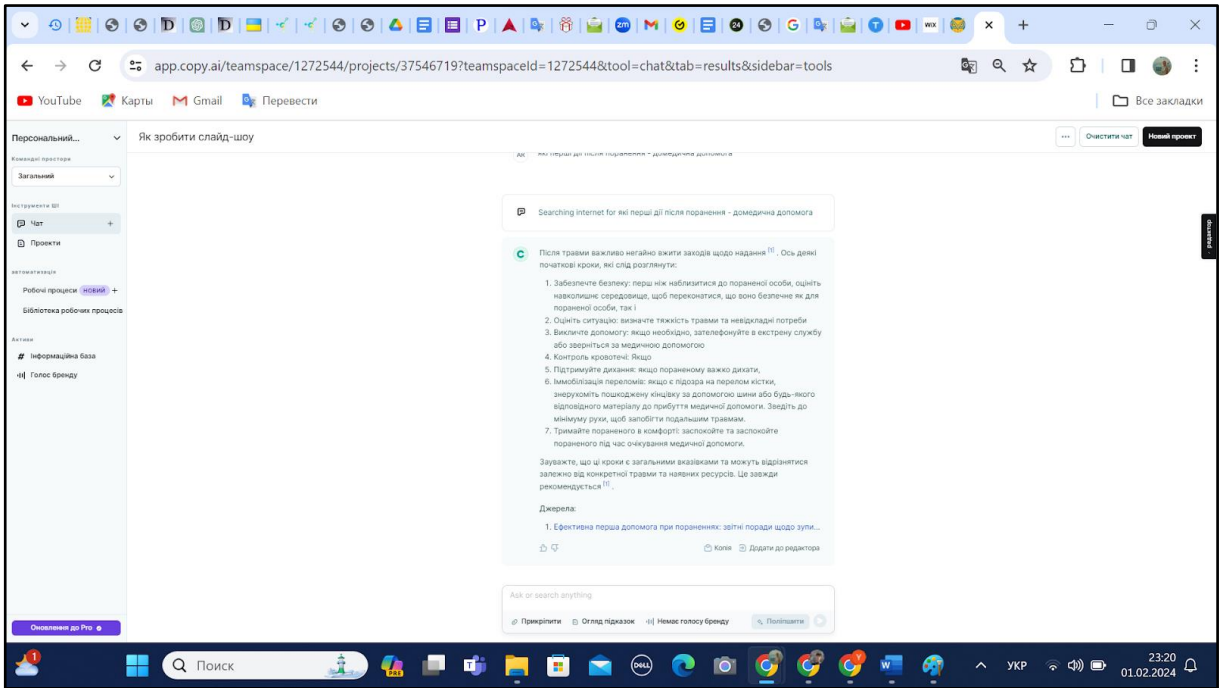 app.copy.ai/teamspace/1272544/projects/37546719?teamspaceId=1272544&tool=chat&tab=results&sidebar=tools
YouTube Карты Gmail Перевести Все закладки
Персональний... Як зробити слайд-шоу ... Очистити чат Новий проект
Командні простори
Загальний
Інструменти ШІ
Чат +
Проекти
автоматизація
Робочі процеси новий +
Бібліотека робочих процесів
Активи
Інформаційна база
Голос бренду
Оновлення до Pro
редактор
AR які перші дії після поранення - домедична допомога
Searching internet for які перші дії після поранення - домедична допомога
Після травми важливо негайно вжити заходів щодо надання [1] . Ось деякі
початкові кроки, які слід розглянути:
1. Забезпечте безпеку: перш ніж наблизитися до пораненої особи, оцініть
навколишнє середовище, щоб переконатися, що воно безпечне як для
пораненої особи, так і
2. Оцініть ситуацію: визначте тяжкість травми та невідкладні потреби
3. Викличте допомогу: якщо необхідно, зателефонуйте в екстрену службу
або зверніться за медичною допомогою
4. Контроль кровотечі: Якщо
5. Підтримуйте дихання: якщо пораненому важко дихати,
6. Іммобілізація переломів: якщо є підозра на перелом кістки,
знерухоміть пошкоджену кінцівку за допомогою шини або будь-якого
відповідного матеріалу до прибуття медичної допомоги. Зведіть до
мінімуму рухи, щоб запобігти подальшим травмам.
7. Тримайте пораненого в комфорті: заспокойте та заспокойте
пораненого під час очікування медичної допомоги.
Зауважте, що ці кроки є загальними вказівками та можуть відрізнятися
залежно від конкретної травми та наявних ресурсів. Це завжди
рекомендується [1] .
Джерела:
1. Ефективна перша допомога при пораненнях: звітні поради щодо зупи...
Копія Додати до редактора
Ask or search anything
Прикріпити Огляд підказок Немає голосу бренду Поліпшити
Поиск
УКР
23:20
01.02.2024